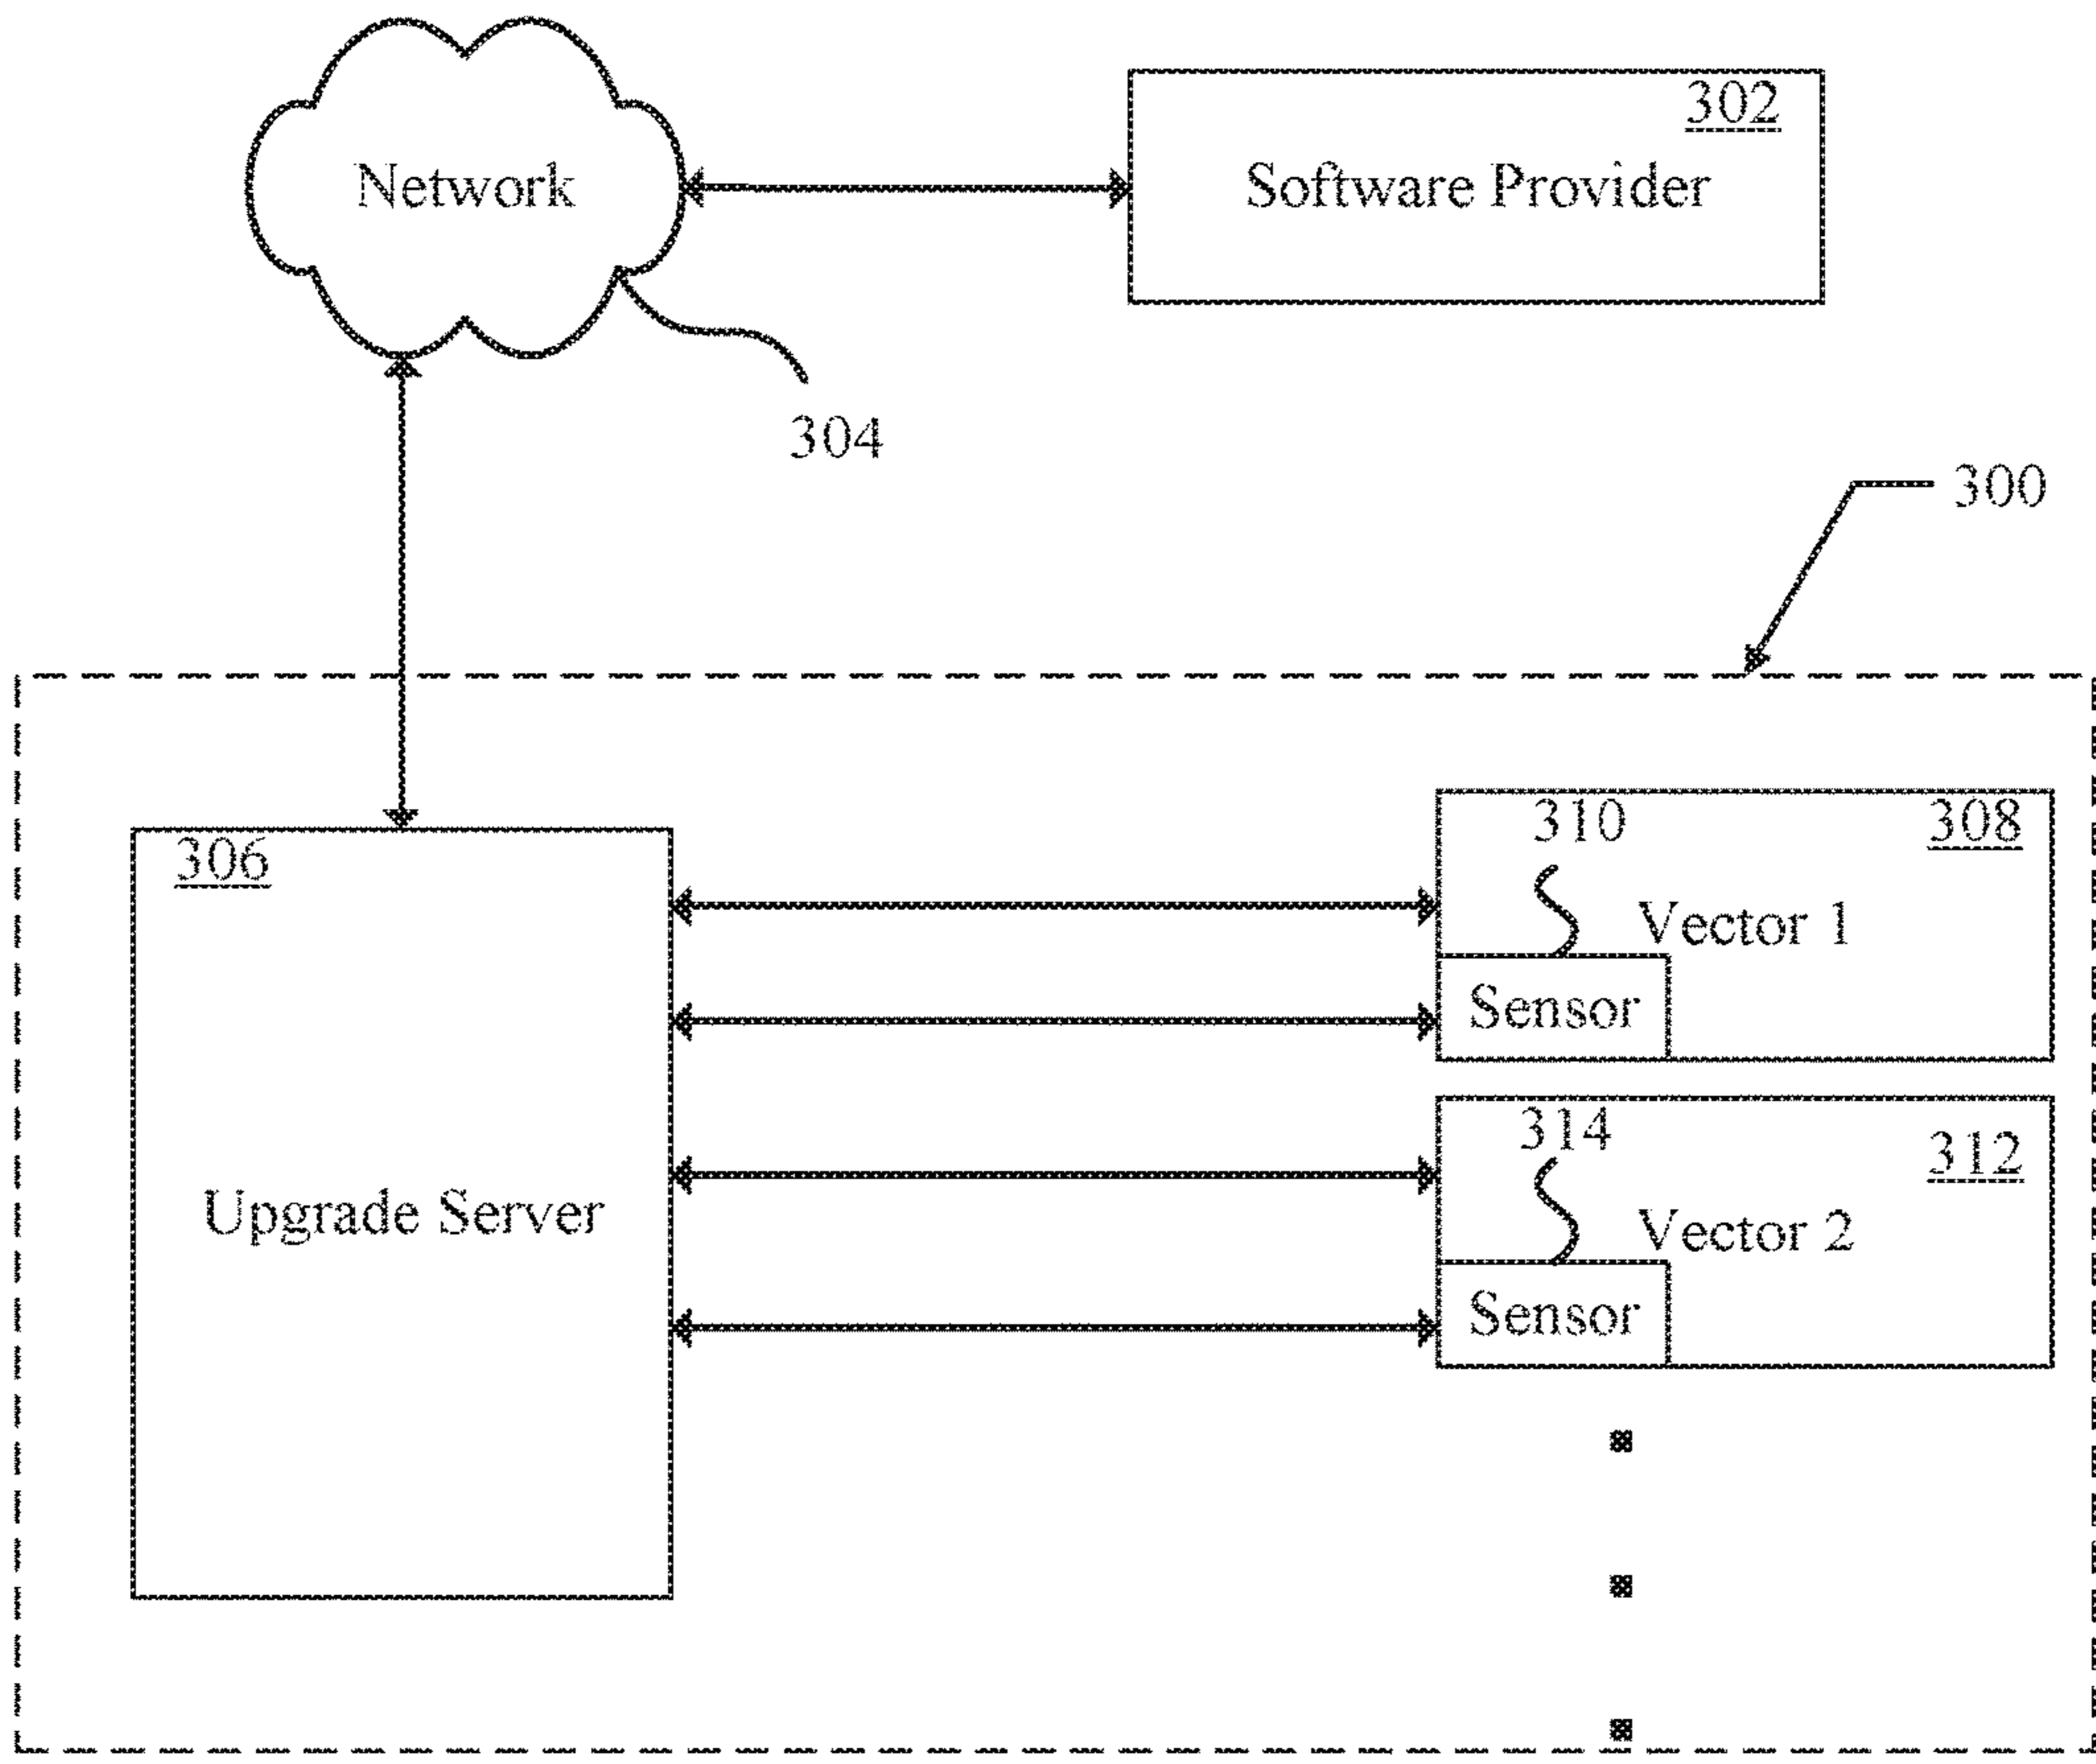 302
Network
Software Provider
304
300
306
310
308
Vector 1
Sensor
314
312
Upgrade Server
Vector 2
Sensor